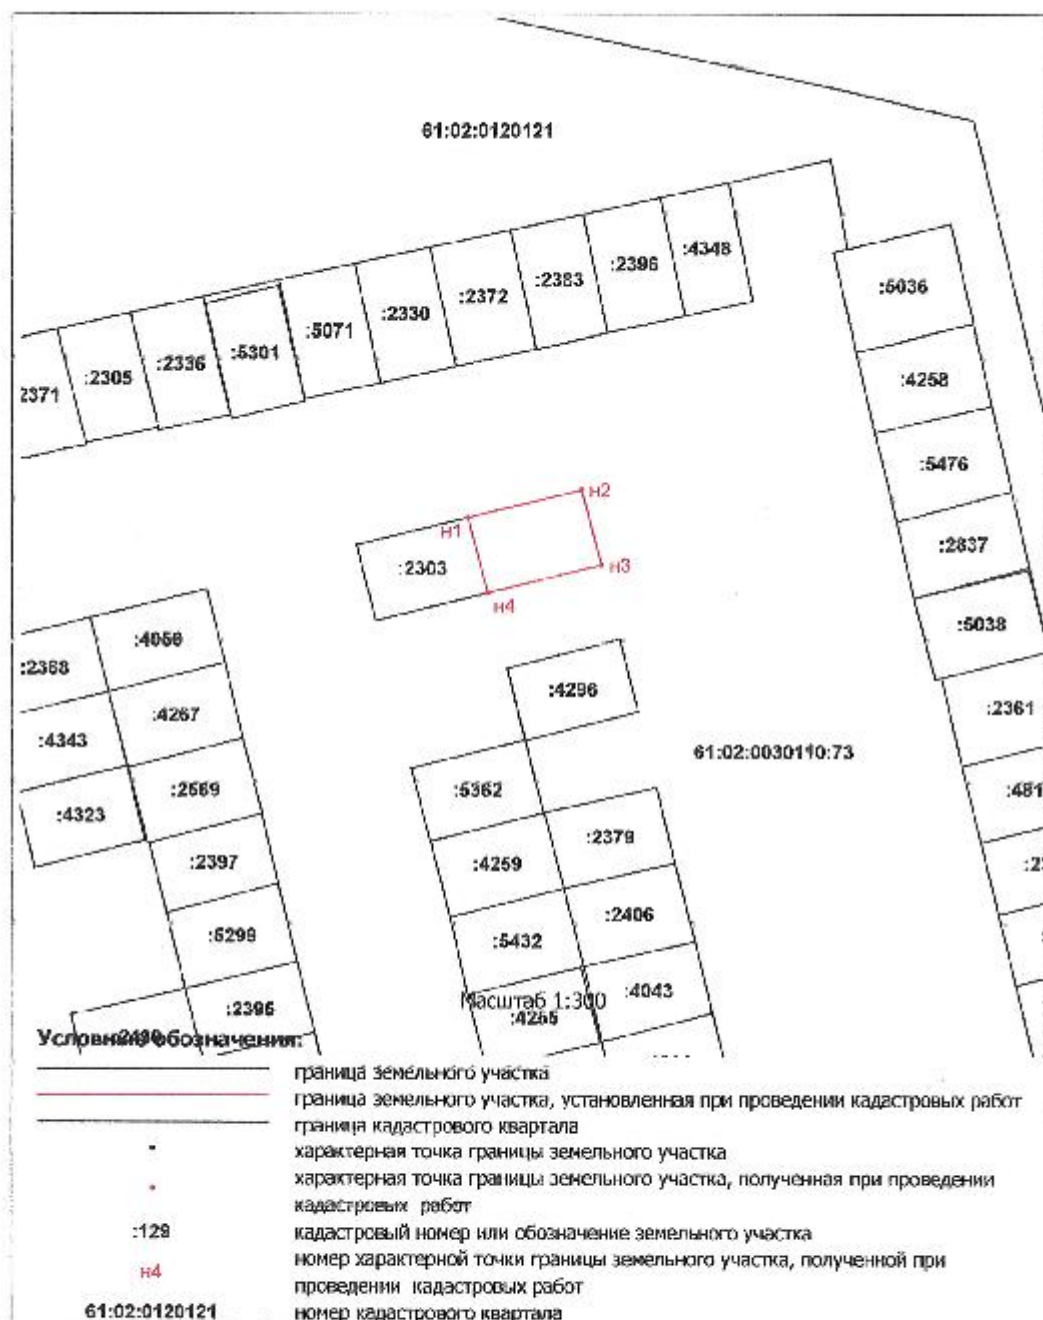 61:02:0120121
:4348
:2396
:2383
:2372
:2330
:5071
:5301
:2336
:2305
2371
:5036
:4258
:5476
:2837
:5038
:2361
:481
н1
н2
н3
н4
:2303
:4056
:2388
:4267
:4343
:2569
:4323
:2397
:5299
:2395
:4296
61:02:0030110:73
:5362
:2379
:4259
:2406
:5432
:4043
Масштаб 1:300
:4255
Условные обозначения:
граница земельного участка
граница земельного участка, установленная при проведении кадастровых работ
граница кадастрового квартала
характерная точка границы земельного участка
характерная точка границы земельного участка, полученная при проведении
кадастровых работ
:129 кадастровый номер или обозначение земельного участка
н4 номер характерной точки границы земельного участка, полученной при
проведении кадастровых работ
61:02:0120121 номер кадастрового квартала